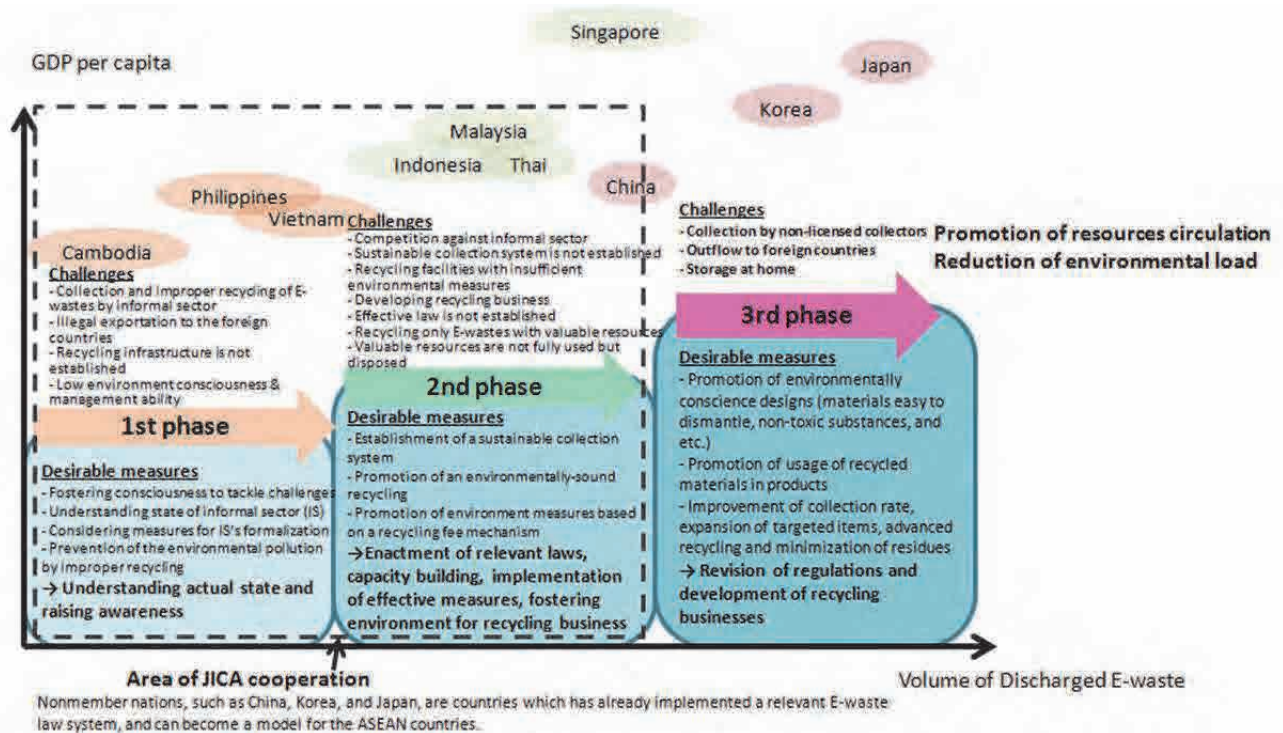 Singapore
GDP per capita
Japan
Korea
Malaysia
Indonesia Thai
China
Philippines
Vietnam
Cambodia
Challenges
- Collection and Improper recycling of E-
wastes by informal sector
- Illegal exportation to the foreign
countries
- Recycling infrastructure is not
established
- Low environment consciousness &
management ability
1st phase
Desirable measures
- Fostering consciousness to tackle challenges
- Understanding state of informal sector (IS)
- Considering measures for IS's formalization
- Prevention of the environmental pollution
by improper recycling
→ Understanding actual state and
raising awareness
Challenges
- Competition against informal sector
- Sustainable collection system is not established
- Recycling facilities with insufficient
environmental measures
- Developing recycling business
- Effective law is not established
- Recycling only E-wastes with valuable resources
- Valuable resources are not fully used but
disposed
2nd phase
Desirable measures
- Establishment of a sustainable collection
system
- Promotion of an environmentally-sound
recycling
- Promotion of environment measures based
on a recycling fee mechanism
→Enactment of relevant laws,
capacity building, implementation
of effective measures, fostering
environment for recycling business
Challenges
- Collection by non-licensed collectors
- Outflow to foreign countries
- Storage at home
Promotion of resources circulation
Reduction of environmental load
3rd phase
Desirable measures
- Promotion of environmentally
conscience designs (materials easy to
dismantle, non-toxic substances, and
etc.)
- Promotion of usage of recycled
materials in products
- Improvement of collection rate,
expansion of targeted items, advanced
recycling and minimization of residues
→ Revision of regulations and
development of recycling
businesses
Area of JICA cooperation
Volume of Discharged E-waste
Nonmember nations, such as China, Korea, and Japan, are countries which has already implemented a relevant E-waste
law system, and can become a model for the ASEAN countries.